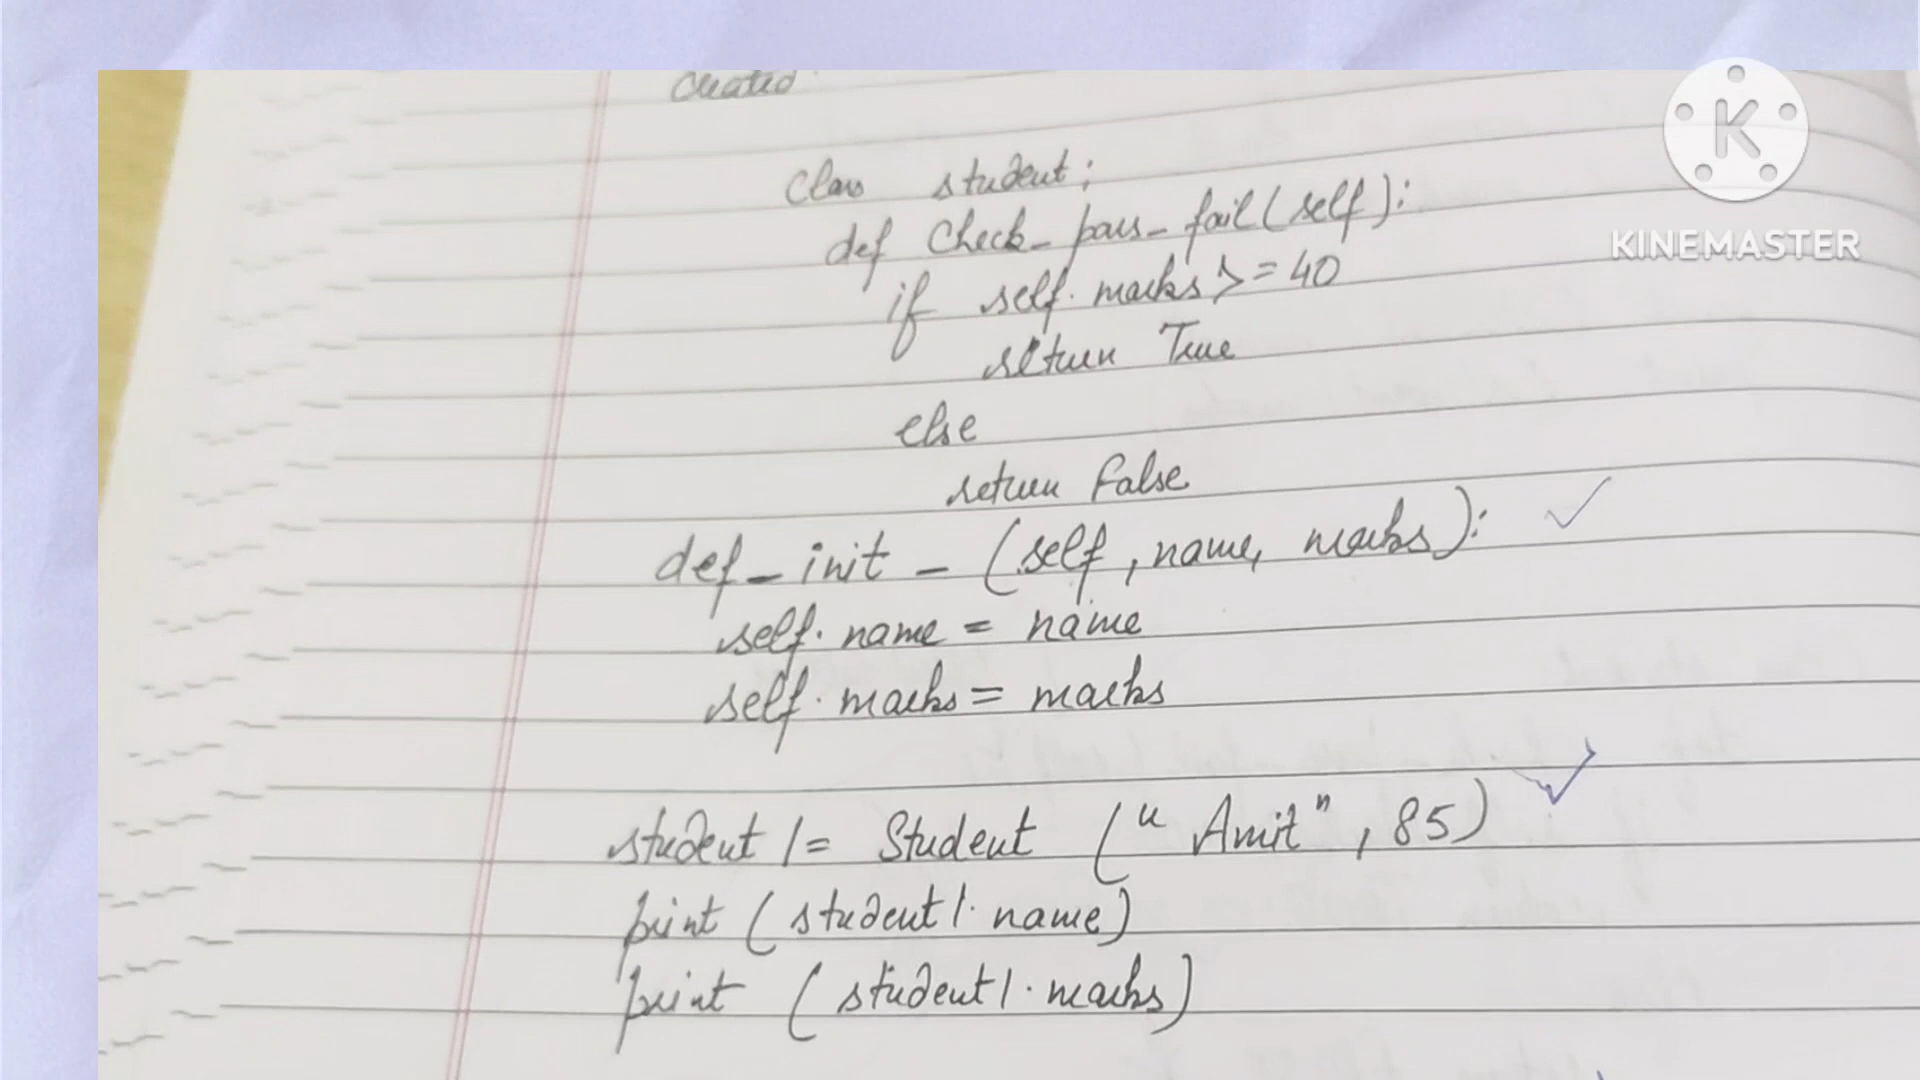 created.
class student:
def Check_pass_fail(self):
if self.marks>=40
return True
else
return False
def_init_(self, name, marks):
self.name = name
self.marks = marks
student1= Student ("Amit", 85)
print (student1.name)
print (student1.marks)
KINEMASTER